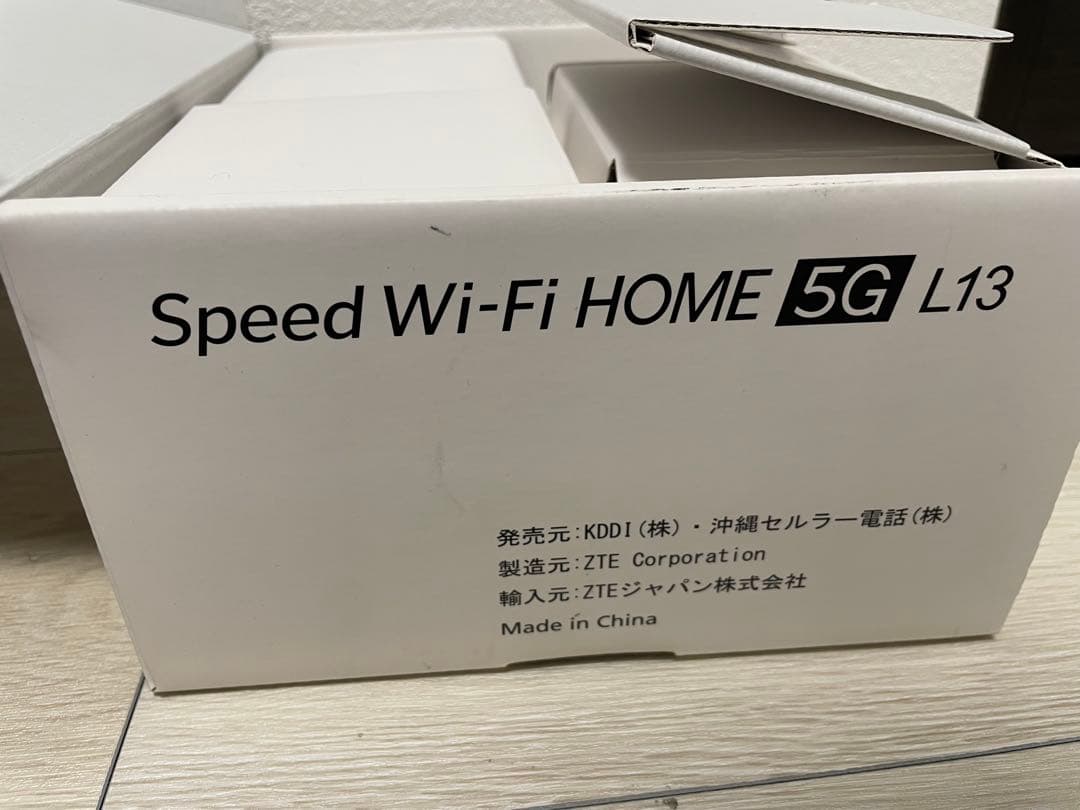 Speed Wi-Fi HOME 5G L13
発売元:KDDI(株)・沖縄セルラー電話(株)
製造元:ZTE Corporation
輸入元:ZTEジャパン株式会社
Made in China